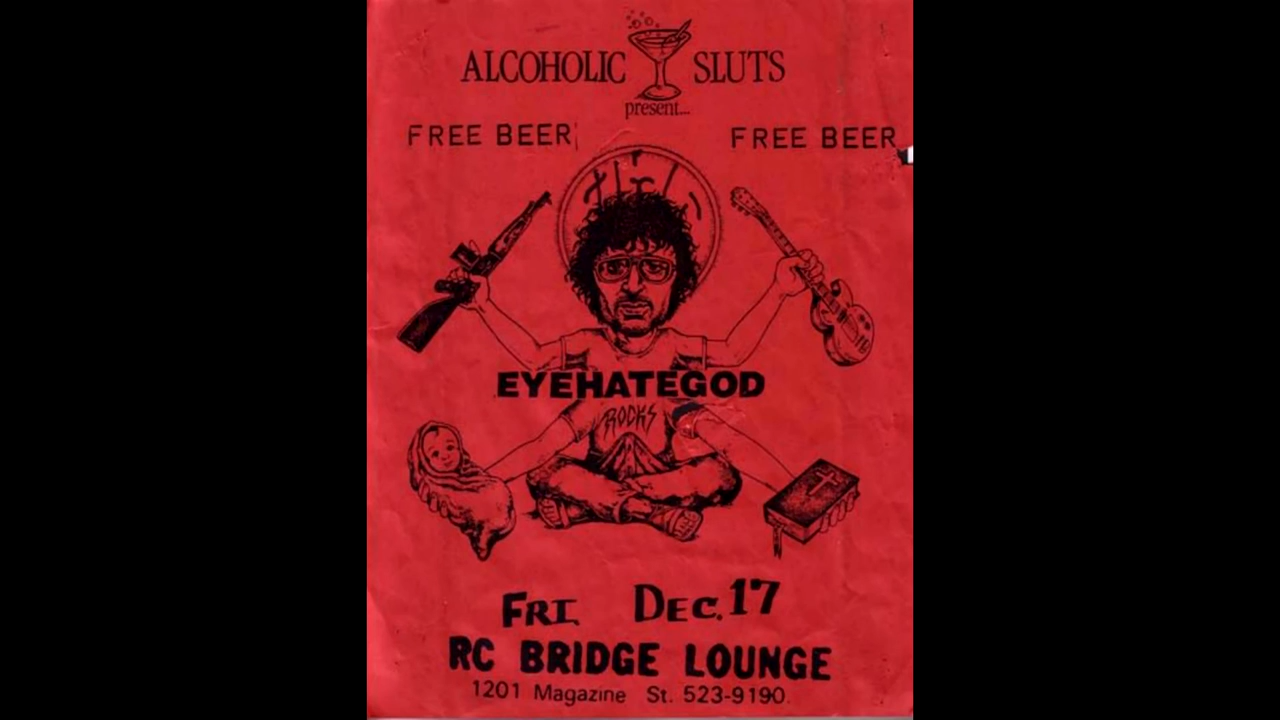 ALCOHOLIC SLUTS
present...
FREE BEER FREE BEER
EYEHATEGOD
ROCKS
FRI DEC. 17
RC BRIDGE LOUNGE
1201 Magazine St. 523-9190.